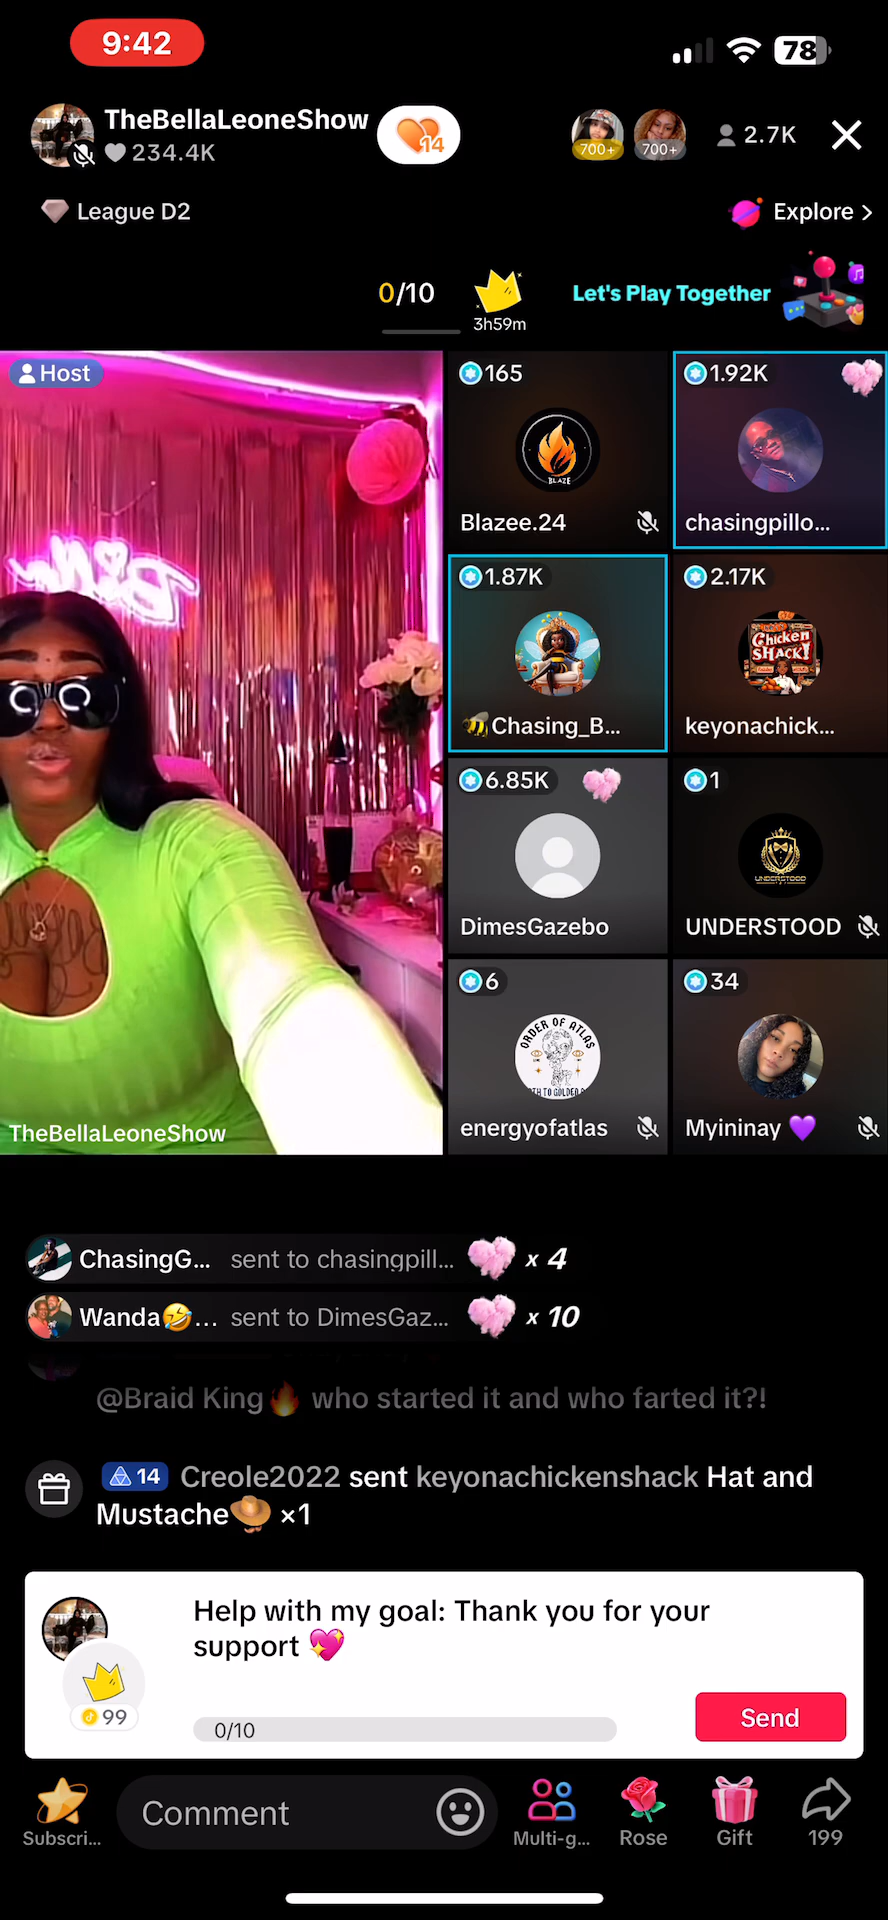 9:42
78
TheBellaLeoneShow
234.4K
14
700+
700+
2.7K
League D2
Explore >
0/10
3h59m
Let's Play Together
Host
165
BLAZE
Blazee.24
1.92K
chasingpillo...
1.87K
🐝Chasing_B...
2.17K
Chicken
SHACK!
keyonachick...
6.85K
DimesGazebo
1
UNDERSTOOD
UNDERSTOOD
6
ORDER OF ATLAS
energyofatlas
34
Myininay 💜
Bella
TheBellaLeoneShow
ChasingG... sent to chasingpill... x 4
Wanda🤣... sent to DimesGaz... x 10
@Braid King🔥 who started it and who farted it?!
14 Creole2022 sent keyonachickenshack Hat and
Mustache ×1
Help with my goal: Thank you for your
support 💖
99
0/10
Send
Subscri...
Comment
Multi-g...
Rose
Gift
199